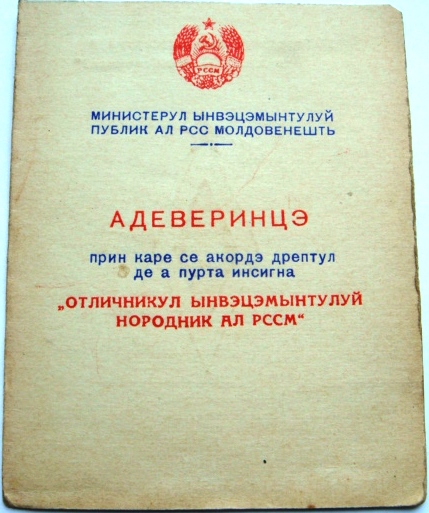 РССМ
МИНИСТЕРУЛ ЫНВЭЦЭМЫНТУЛУЙ
ПУБЛИК АЛ РСС МОЛДОВЕНЕШТЬ
АДЕВЕРИНЦЭ
прин каре се акордэ дрептул
де а пурта инсигна
„ОТЛИЧНИКУЛ ЫНВЭЦЭМЫНТУЛУЙ
НОРОДНИК АЛ РССМ“